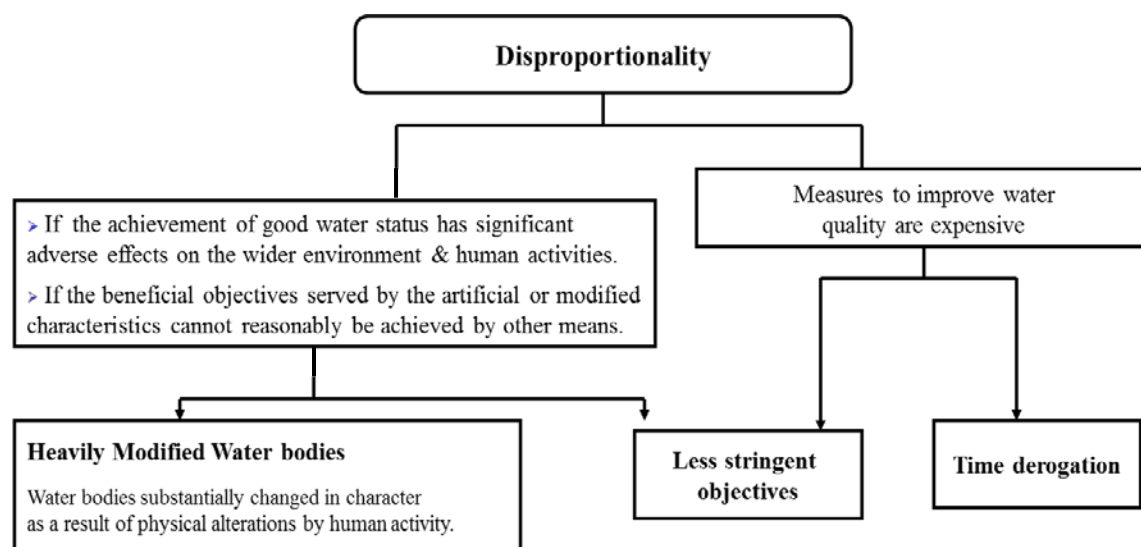 Disproportionality
➢ If the achievement of good water status has significant
adverse effects on the wider environment & human activities.
➢ If the beneficial objectives served by the artificial or modified
characteristics cannot reasonably be achieved by other means.
Measures to improve water
quality are expensive
Heavily Modified Water bodies
Water bodies substantially changed in character
as a result of physical alterations by human activity.
Less stringent
objectives
Time derogation